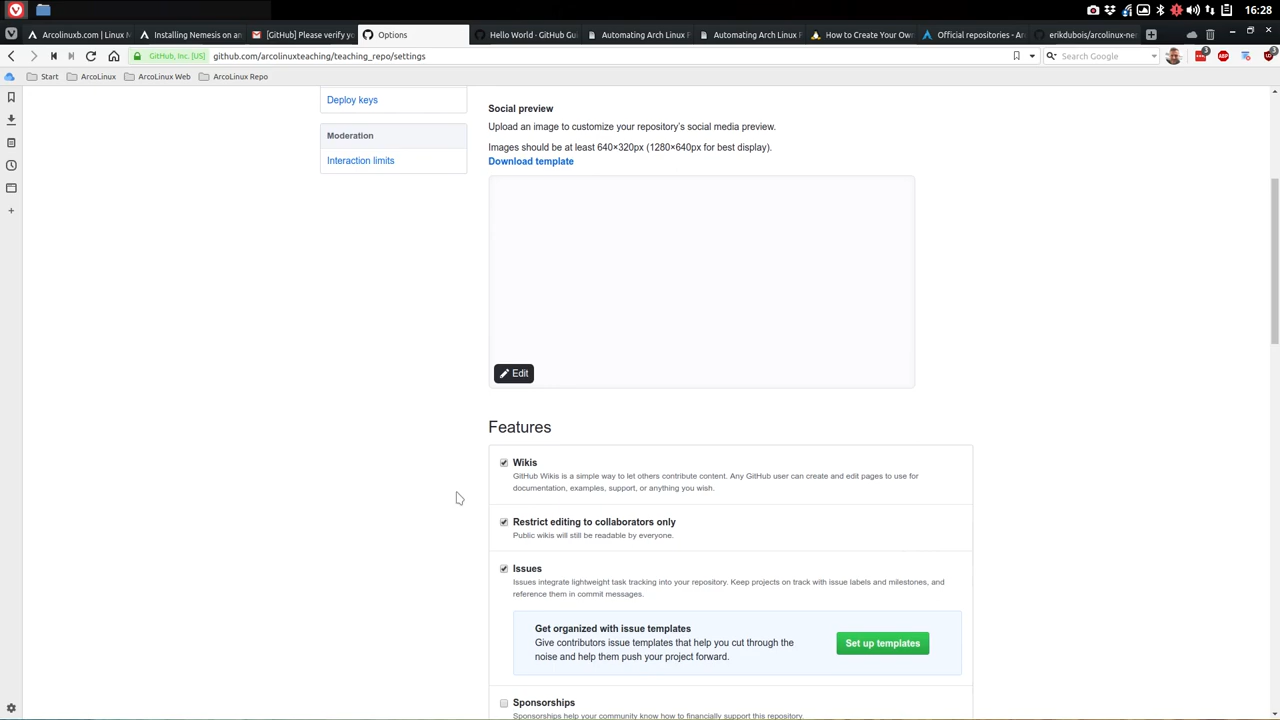 16:28
Arcolinuxb.com | Linux M
Installing Nemesis on an
[GitHub] Please verify yo
Options
Hello World · GitHub Gui
Automating Arch Linux P
Automating Arch Linux P
How to Create Your Own
Official repositories - Arc
erikdubois/arcolinux-ner
GitHub, Inc. [US]
github.com/arcolinuxteaching/teaching_repo/settings
Search Google
Start
ArcoLinux
ArcoLinux Web
ArcoLinux Repo
Deploy keys
Moderation
Interaction limits
Social preview
Upload an image to customize your repository's social media preview.
Images should be at least 640×320px (1280×640px for best display).
Download template
Edit
Features
Wikis
GitHub Wikis is a simple way to let others contribute content. Any GitHub user can create and edit pages to use for
documentation, examples, support, or anything you wish.
Restrict editing to collaborators only
Public wikis will still be readable by everyone.
Issues
Issues integrate lightweight task tracking into your repository. Keep projects on track with issue labels and milestones, and
reference them in commit messages.
Get organized with issue templates
Give contributors issue templates that help you cut through the
noise and help them push your project forward.
Set up templates
Sponsorships
Sponsorships help your community know how to financially support this repository.